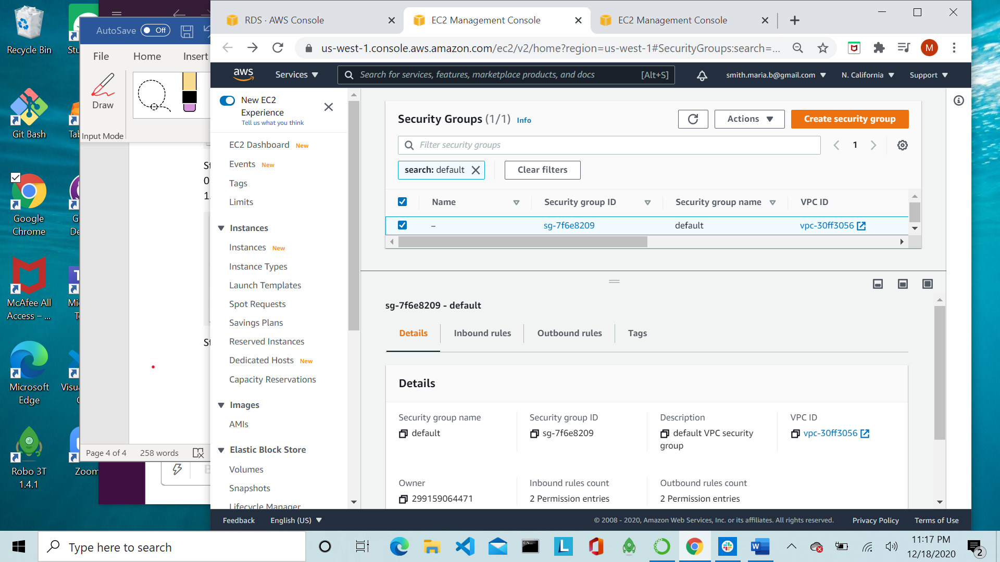 Recycle Bin
Git Bash
Google
Chrome
McAfee All
Access – ...
Microsoft
Edge
Robo 3T
1.4.1
Zoom
AutoSave
Off
File
Home
Insert
Draw
Input Mode
Page 4 of 4
258 words
RDS · AWS Console
EC2 Management Console
EC2 Management Console
us-west-1.console.aws.amazon.com/ec2/v2/home?region=us-west-1#SecurityGroups:search=...
M
aws
Services
Search for services, features, marketplace products, and docs
[Alt+S]
smith.maria.b@gmail.com
N. California
Support
New EC2
Experience
Tell us what you think
EC2 Dashboard New
Events New
Tags
Limits
Instances
Instances New
Instance Types
Launch Templates
Spot Requests
Savings Plans
Reserved Instances
Dedicated Hosts New
Capacity Reservations
Images
AMIs
Elastic Block Store
Volumes
Snapshots
Lifecycle Manager
Security Groups (1/1) Info
Actions
Create security group
Filter security groups
1
search: default
Clear filters
Name
Security group ID
Security group name
VPC ID
–
sg-7f6e8209
default
vpc-30ff3056
sg-7f6e8209 - default
Details
Inbound rules
Outbound rules
Tags
Details
Security group name
default
Security group ID
sg-7f6e8209
Description
default VPC security
group
VPC ID
vpc-30ff3056
Owner
299159064471
Inbound rules count
2 Permission entries
Outbound rules count
2 Permission entries
Feedback
English (US)
© 2008 - 2020, Amazon Web Services, Inc. or its affiliates. All rights reserved.
Privacy Policy
Terms of Use
Type here to search
11:17 PM
12/18/2020
2